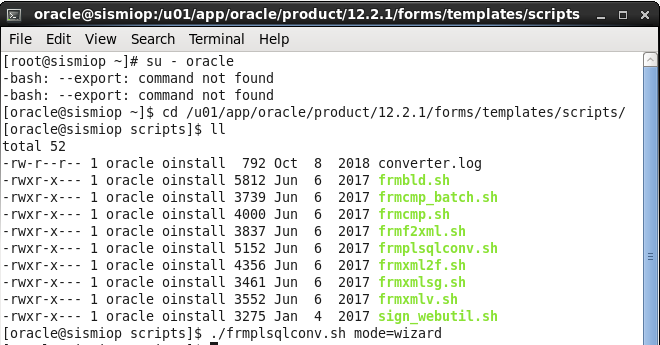 oracle@sismiop:/u01/app/oracle/product/12.2.1/forms/templates/scripts
File Edit View Search Terminal Help
[root@sismiop ~]# su - oracle
-bash: --export: command not found
-bash: --export: command not found
[oracle@sismiop ~]$ cd /u01/app/oracle/product/12.2.1/forms/templates/scripts/
[oracle@sismiop scripts]$ ll
total 52
-rw-r--r-- 1 oracle oinstall  792 Oct  8  2018 converter.log
-rwxr-x--- 1 oracle oinstall 5812 Jun  6  2017 frmbld.sh
-rwxr-x--- 1 oracle oinstall 3739 Jun  6  2017 frmcmp_batch.sh
-rwxr-x--- 1 oracle oinstall 4000 Jun  6  2017 frmcmp.sh
-rwxr-x--- 1 oracle oinstall 3837 Jun  6  2017 frmf2xml.sh
-rwxr-x--- 1 oracle oinstall 5152 Jun  6  2017 frmplsqlconv.sh
-rwxr-x--- 1 oracle oinstall 4356 Jun  6  2017 frmxml2f.sh
-rwxr-x--- 1 oracle oinstall 3461 Jun  6  2017 frmxmlsg.sh
-rwxr-x--- 1 oracle oinstall 3552 Jun  6  2017 frmxmlv.sh
-rwxr-x--- 1 oracle oinstall 3275 Jan  4  2017 sign_webutil.sh
[oracle@sismiop scripts]$ ./frmplsqlconv.sh mode=wizard